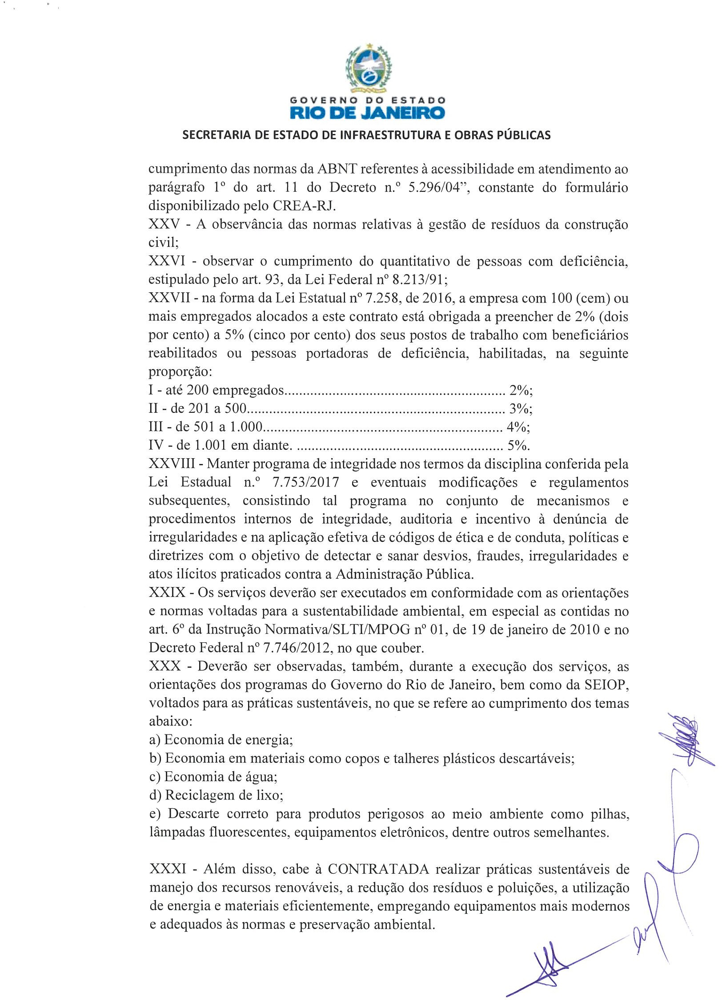 GOVERNO DO ESTADO
RIO DE JANEIRO
SECRETARIA DE ESTADO DE INFRAESTRUTURA E OBRAS PÚBLICAS
cumprimento das normas da ABNT referentes à acessibilidade em atendimento ao
parágrafo 1º do art. 11 do Decreto n.º 5.296/04”, constante do formulário
disponibilizado pelo CREA-RJ.
XXV - A observância das normas relativas à gestão de resíduos da construção
civil;
XXVI - observar o cumprimento do quantitativo de pessoas com deficiência,
estipulado pelo art. 93, da Lei Federal nº 8.213/91;
XXVII - na forma da Lei Estatual nº 7.258, de 2016, a empresa com 100 (cem) ou
mais empregados alocados a este contrato está obrigada a preencher de 2% (dois
por cento) a 5% (cinco por cento) dos seus postos de trabalho com beneficiários
reabilitados ou pessoas portadoras de deficiência, habilitadas, na seguinte
proporção:
I - até 200 empregados............................................................ 2%;
II - de 201 a 500...................................................................... 3%;
III - de 501 a 1.000................................................................. 4%;
IV - de 1.001 em diante. ........................................................ 5%.
XXVIII - Manter programa de integridade nos termos da disciplina conferida pela
Lei Estadual n.º 7.753/2017 e eventuais modificações e regulamentos
subsequentes, consistindo tal programa no conjunto de mecanismos e
procedimentos internos de integridade, auditoria e incentivo à denúncia de
irregularidades e na aplicação efetiva de códigos de ética e de conduta, políticas e
diretrizes com o objetivo de detectar e sanar desvios, fraudes, irregularidades e
atos ilícitos praticados contra a Administração Pública.
XXIX - Os serviços deverão ser executados em conformidade com as orientações
e normas voltadas para a sustentabilidade ambiental, em especial as contidas no
art. 6º da Instrução Normativa/SLTI/MPOG nº 01, de 19 de janeiro de 2010 e no
Decreto Federal nº 7.746/2012, no que couber.
XXX - Deverão ser observadas, também, durante a execução dos serviços, as
orientações dos programas do Governo do Rio de Janeiro, bem como da SEIOP,
voltados para as práticas sustentáveis, no que se refere ao cumprimento dos temas
abaixo:
a) Economia de energia;
b) Economia em materiais como copos e talheres plásticos descartáveis;
c) Economia de água;
d) Reciclagem de lixo;
e) Descarte correto para produtos perigosos ao meio ambiente como pilhas,
lâmpadas fluorescentes, equipamentos eletrônicos, dentre outros semelhantes.
XXXI - Além disso, cabe à CONTRATADA realizar práticas sustentáveis de
manejo dos recursos renováveis, a redução dos resíduos e poluições, a utilização
de energia e materiais eficientemente, empregando equipamentos mais modernos
e adequados às normas e preservação ambiental.